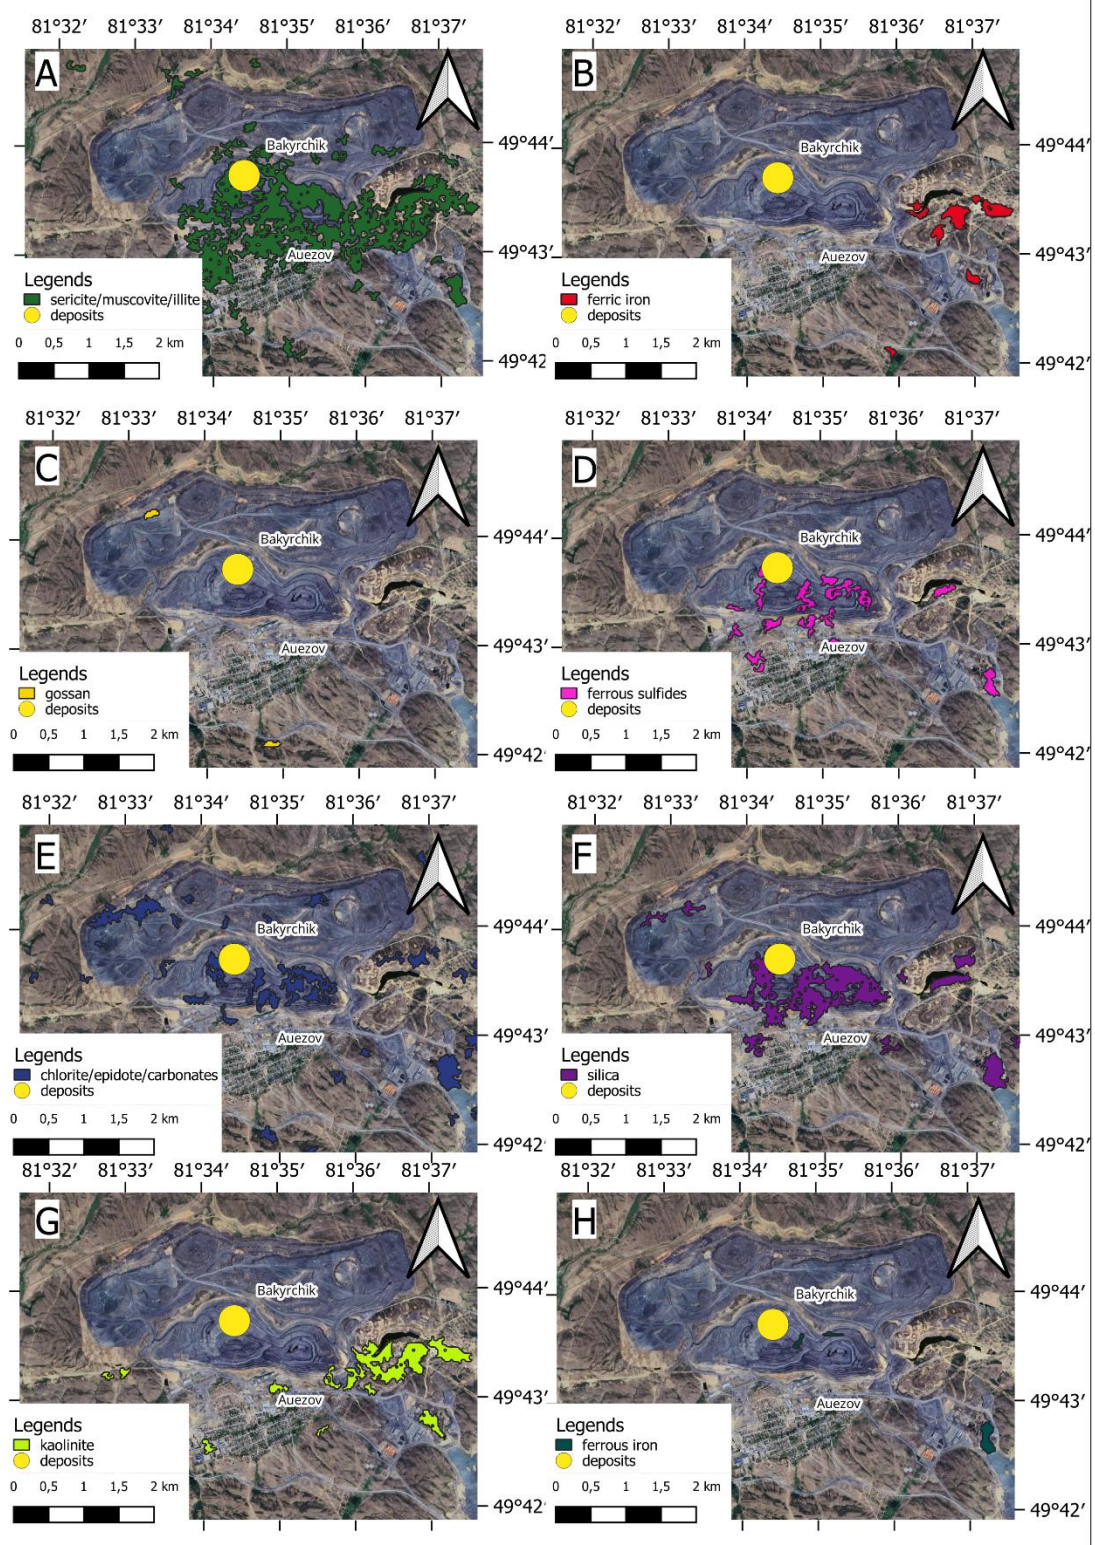 81°32′ 81°33′ 81°34′ 81°35′ 81°36′ 81°37′
A
Bakyrchik
Auezov
49°44′
49°43′
49°42
Legends
sericite/muscovite/illite
deposits
0 0,5 1 1,5 2 km
81°32′ 81°33′ 81°34′ 81°35′ 81°36′ 81°37′
B
Bakyrchik
Auezov
49°44′
49°43′
49°42′
Legends
ferric iron
deposits
0 0,5 1 1,5 2 km
81°32′ 81°33′ 81°34′ 81°35′ 81°36′ 81°37′
C
Bakyrchik
Auezov
49°44′
49°43′
49°42′
Legends
gossan
deposits
0 0,5 1 1,5 2 km
81°32′ 81°33′ 81°34′ 81°35′ 81°36′ 81°37′
D
Bakyrchik
Auezov
49°44′
49°43′
49°42′
Legends
ferrous sulfides
deposits
0 0,5 1 1,5 2 km
81°32′ 81°33′ 81°34′ 81°35′ 81°36′ 81°37′
E
Bakyrchik
Auezov
49°44′
49°43′
49°42′
Legends
chlorite/epidote/carbonates
deposits
0 0,5 1 1,5 2 km
81°32′ 81°33′ 81°34′ 81°35′ 81°36′ 81°37′
F
Bakyrchik
Auezov
49°44′
49°43′
49°42′
Legends
silica
deposits
0 0,5 1 1,5 2 km
81°32′ 81°33′ 81°34′ 81°35′ 81°36′ 81°37′
G
Bakyrchik
Auezov
49°44′
49°43′
49°42′
Legends
kaolinite
deposits
0 0,5 1 1,5 2 km
81°32′ 81°33′ 81°34′ 81°35′ 81°36′ 81°37′
H
Bakyrchik
Auezov
49°44′
49°43′
49°42′
Legends
ferrous iron
deposits
0 0,5 1 1,5 2 km